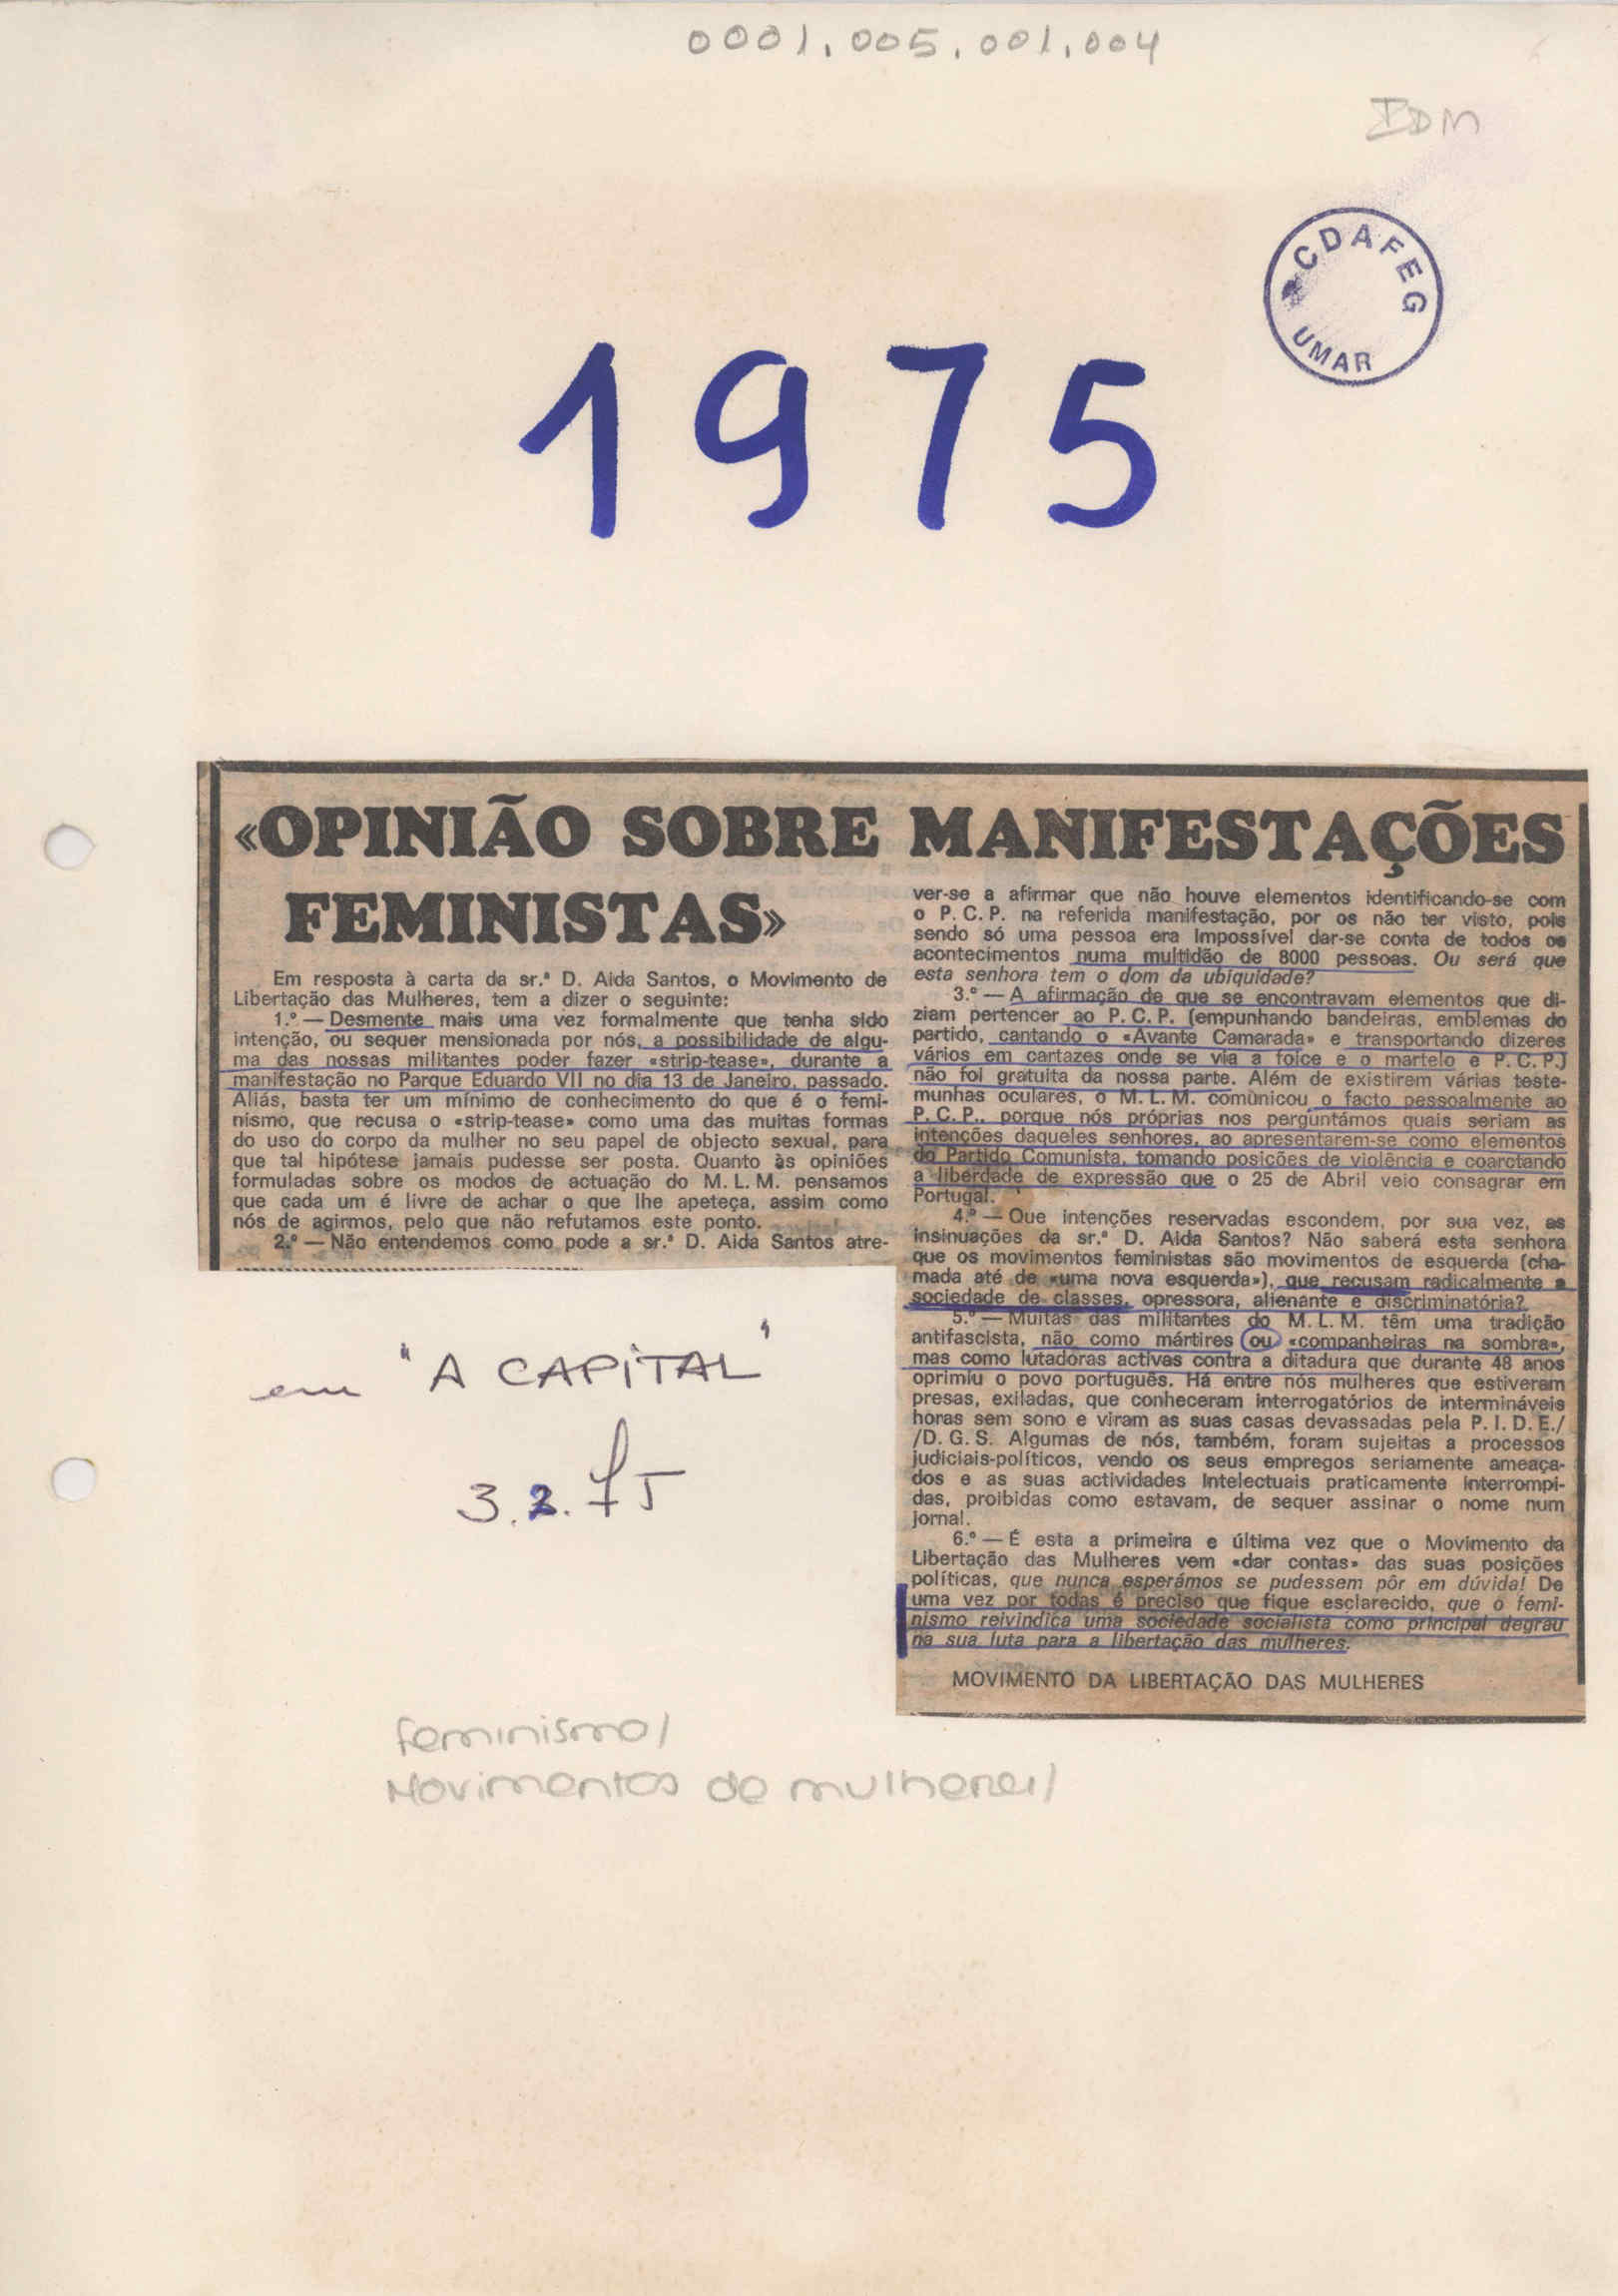 0001.005.001.004
IDM
CDAFEG
UMAR
1975
«OPINIÃO SOBRE MANIFESTAÇÕES
FEMINISTAS»
Em resposta à carta da sr.ª D. Aida Santos, o Movimento de
Libertação das Mulheres, tem a dizer o seguinte:
1.º — Desmente mais uma vez formalmente que tenha sido
intenção, ou sequer mensionada por nós, a possibilidade de algu-
ma das nossas militantes poder fazer «strip-tease», durante a
manifestação no Parque Eduardo VII no dia 13 de Janeiro, passado.
Aliás, basta ter um mínimo de conhecimento do que é o femi-
nismo, que recusa o «strip-tease» como uma das muitas formas
do uso do corpo da mulher no seu papel de objecto sexual, para
que tal hipótese jamais pudesse ser posta. Quanto às opiniões
formuladas sobre os modos de actuação do M. L. M. pensamos
que cada um é livre de achar o que lhe apeteça, assim como
nós de agirmos, pelo que não refutamos este ponto.
2.º — Não entendemos como pode a sr.ª D. Aida Santos atre-
ver-se a afirmar que não houve elementos identificando-se com
o P. C. P. na referida manifestação, por os não ter visto, pois
sendo só uma pessoa era impossível dar-se conta de todos os
acontecimentos numa multidão de 8000 pessoas. Ou será que
esta senhora tem o dom da ubiquidade?
3.º — A afirmação de que se encontravam elementos que di-
ziam pertencer ao P. C. P. (empunhando bandeiras, emblemas do
partido, cantando o «Avante Camarada» e transportando dizeres
vários em cartazes onde se via a foice e o martelo e P. C. P.)
não foi gratuita da nossa parte. Além de existirem várias teste-
munhas oculares, o M. L. M. comunicou o facto pessoalmente ao
P. C. P., porque nós próprias nos perguntámos quais seriam as
intenções daqueles senhores, ao apresentarem-se como elementos
do Partido Comunista, tomando posições de violência e coarctando
a liberdade de expressão que o 25 de Abril veio consagrar em
Portugal.
4.º — Que intenções reservadas escondem, por sua vez, as
insinuações da sr.ª D. Aida Santos? Não saberá esta senhora
que os movimentos feministas são movimentos de esquerda (cha-
mada até de «uma nova esquerda»), que recusam radicalmente a
sociedade de classes, opressora, alienante e discriminatória?
5.º — Muitas das militantes do M. L. M. têm uma tradição
antifascista, não como mártires ou «companheiras na sombra»,
mas como lutadoras activas contra a ditadura que durante 48 anos
oprimiu o povo português. Há entre nós mulheres que estiveram
presas, exiladas, que conheceram interrogatórios de intermináveis
horas sem sono e viram as suas casas devassadas pela P. I. D. E./
/D. G. S. Algumas de nós, também, foram sujeitas a processos
judiciais-políticos, vendo os seus empregos seriamente ameaça-
dos e as suas actividades intelectuais praticamente interrompi-
das, proibidas como estavam, de sequer assinar o nome num
jornal.
6.º — É esta a primeira e última vez que o Movimento da
Libertação das Mulheres vem «dar contas» das suas posições
políticas, que nunca esperámos se pudessem pôr em dúvida! De
uma vez por todas é preciso que fique esclarecido, que o femi-
nismo reivindica uma sociedade socialista como principal degrau
na sua luta para a libertação das mulheres.
MOVIMENTO DA LIBERTAÇÃO DAS MULHERES
em "A CAPITAL"
3.2.75
feminismo/
Movimentos de mulheres/